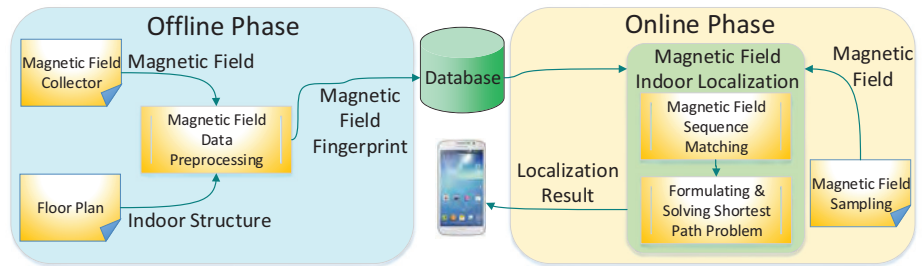 Offline Phase
Magnetic Field
Collector
Magnetic Field
Magnetic Field
Data
Preprocessing
Floor Plan
Indoor Structure
Magnetic
Field
Fingerprint
Database
Online Phase
Magnetic Field
Indoor Localization
Magnetic Field
Sequence
Matching
Formulating &
Solving Shortest
Path Problem
Magnetic
Field
Magnetic Field
Sampling
Localization
Result